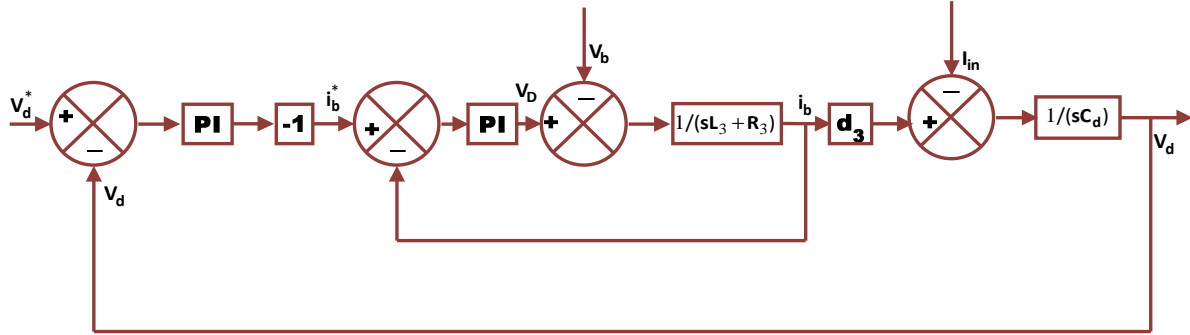 V_d^*
+
−
V_d
PI
-1
i_b^*
+
−
PI
V_D
V_b
−
+
1/(sL_3 + R_3)
i_b
d_3
I_in
−
+
1/(sC_d)
V_d